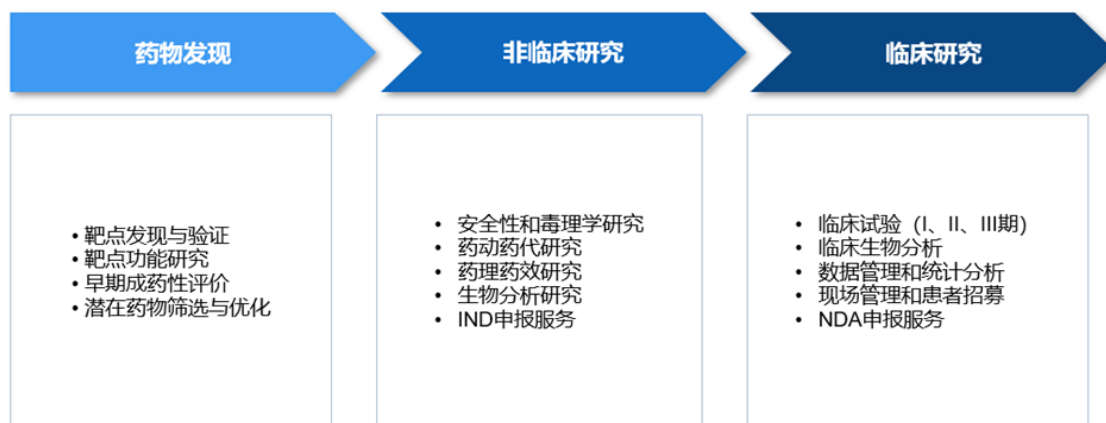 药物发现
非临床研究
临床研究
• 靶点发现与验证
• 靶点功能研究
• 早期成药性评价
• 潜在药物筛选与优化
• 安全性和毒理学研究
• 药动药代研究
• 药理药效研究
• 生物分析研究
• IND申报服务
• 临床试验（I、II、III期）
• 临床生物分析
• 数据管理和统计分析
• 现场管理和患者招募
• NDA申报服务